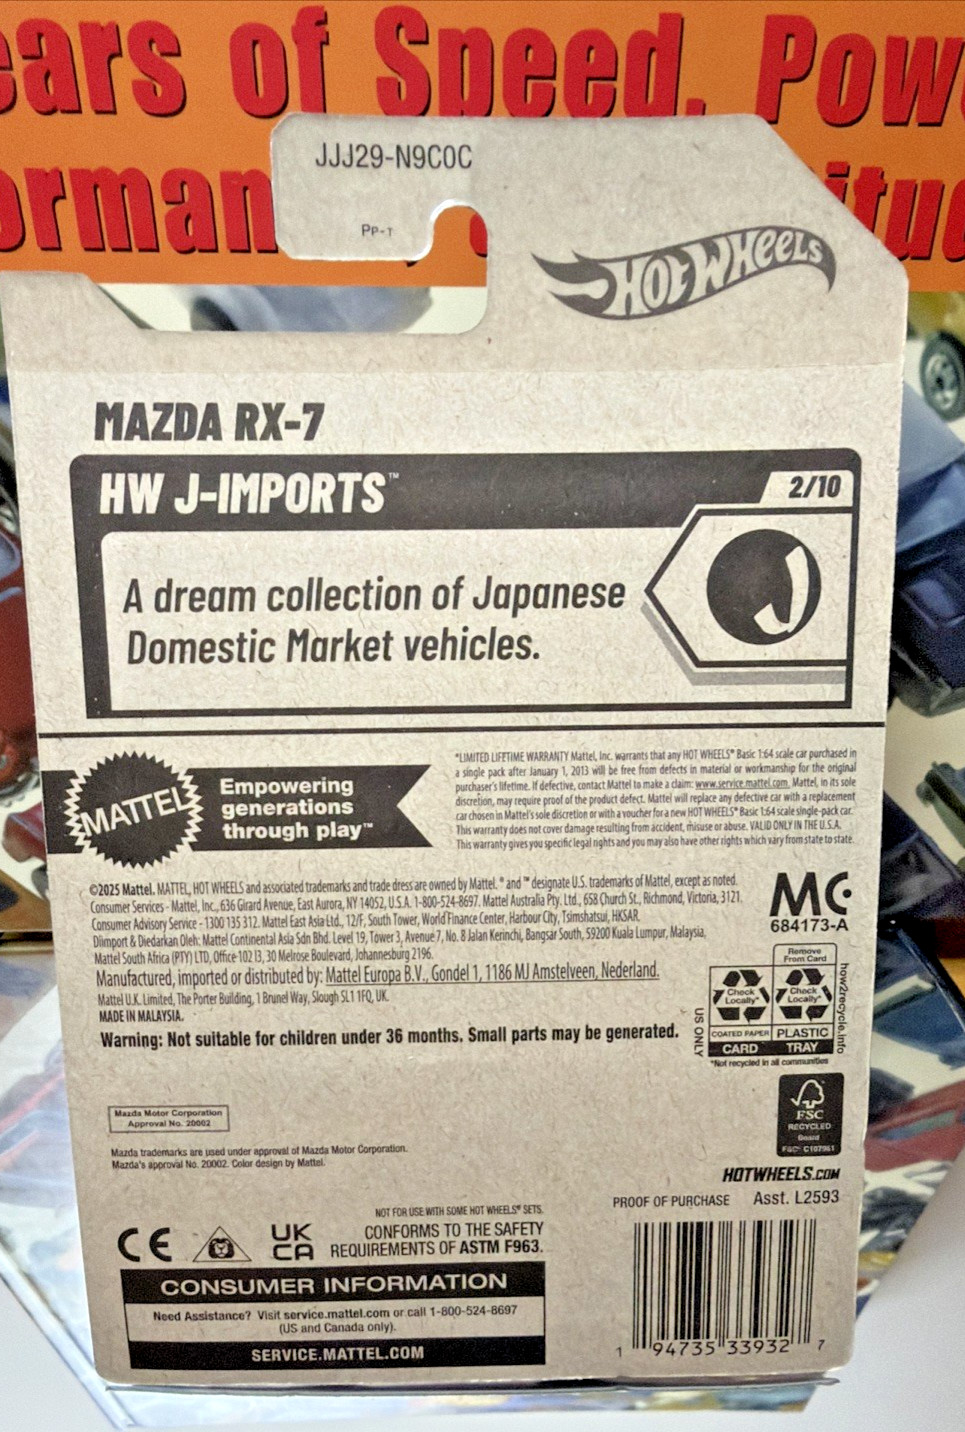 ears of Speed, Pow
orman
itu
JJJ29-N9C0C
PP-1
HOT WHEELS
MAZDA RX-7
HW J-IMPORTS™
2/10
A dream collection of Japanese
Domestic Market vehicles.
MATTEL
Empowering
generations
through play™
*LIMITED LIFETIME WARRANTY Mattel, Inc. warrants that any HOT WHEELS® Basic 1:64 scale car purchased in
a single pack after January 1, 2013 will be free from defects in material or workmanship for the original
purchaser's lifetime. If defective, contact Mattel to make a claim: www.service.mattel.com. Mattel, in its sole
discretion, may require proof of the product defect. Mattel will replace any defective car with a replacement
car chosen in Mattel's sole discretion or with a voucher for a new HOT WHEELS® Basic 1:64 scale single-pack car.
This warranty does not cover damage resulting from accident, misuse or abuse. VALID ONLY IN THE U.S.A.
This warranty gives you specific legal rights and you may also have other rights which vary from state to state.
©2025 Mattel. MATTEL, HOT WHEELS and associated trademarks and trade dress are owned by Mattel. ® and ™ designate U.S. trademarks of Mattel, except as noted.
Consumer Services - Mattel, Inc., 636 Girard Avenue, East Aurora, NY 14052, U.S.A. 1-800-524-8697. Mattel Australia Pty. Ltd., 658 Church St., Richmond, Victoria, 3121.
Consumer Advisory Service - 1300 135 312. Mattel East Asia Ltd., 12/F, South Tower, World Finance Center, Harbour City, Tsimshatsui, HKSAR.
Diimport & Diedarkan Oleh: Mattel Continental Asia Sdn Bhd. Level 19, Tower 3, Avenue 7, No. 8 Jalan Kerinchi, Bangsar South, 59200 Kuala Lumpur, Malaysia.
Mattel South Africa (PTY) LTD, Office 102 I3, 30 Melrose Boulevard, Johannesburg 2196.
Manufactured, imported or distributed by: Mattel Europa B.V., Gondel 1, 1186 MJ Amstelveen, Nederland.
Mattel U.K. Limited, The Porter Building, 1 Brunel Way, Slough SL1 1FQ, UK.
MADE IN MALAYSIA.
Warning: Not suitable for children under 36 months. Small parts may be generated.
MC
684173-A
Remove
From Card
Check
Locally*
Check
Locally*
COATED PAPER
PLASTIC
CARD
TRAY
US ONLY
how2recycle.info
*Not recycled in all communities
FSC
RECYCLED
Board
FSC® C107961
Mazda Motor Corporation
Approval No. 20002
Mazda trademarks are used under approval of Mazda Motor Corporation.
Mazda's approval No. 20002. Color design by Mattel.
HOTWHEELS.COM
PROOF OF PURCHASE
Asst. L2593
NOT FOR USE WITH SOME HOT WHEELS® SETS.
CE
UK
CA
CONFORMS TO THE SAFETY
REQUIREMENTS OF ASTM F963.
CONSUMER INFORMATION
Need Assistance? Visit service.mattel.com or call 1-800-524-8697
(US and Canada only).
SERVICE.MATTEL.COM
1 94735 33932 7